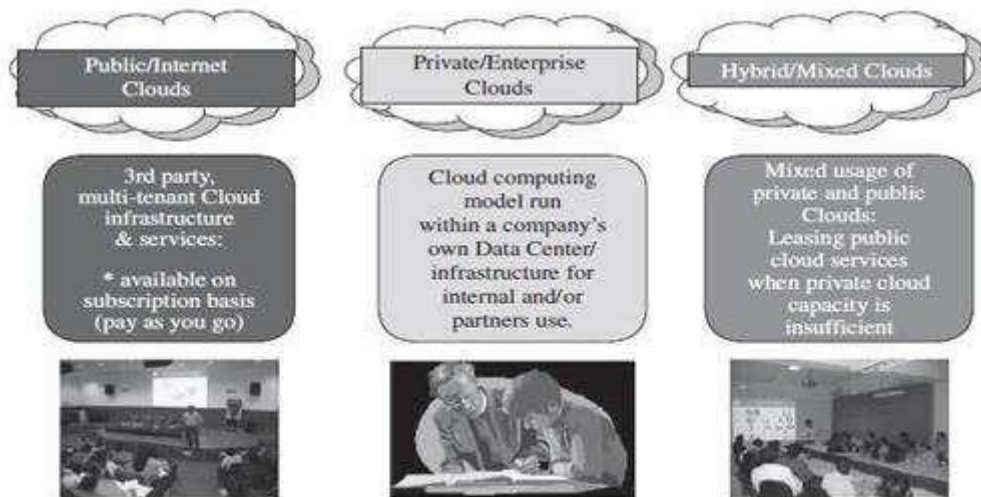 Public/Internet
Clouds
3rd party,
multi-tenant Cloud
infrastructure
& services:
* available on
subscription basis
(pay as you go)
Private/Enterprise
Clouds
Cloud computing
model run
within a company's
own Data Center/
infrastructure for
internal and/or
partners use.
Hybrid/Mixed Clouds
Mixed usage of
private and public
Clouds:
Leasing public
cloud services
when private cloud
capacity is
insufficient